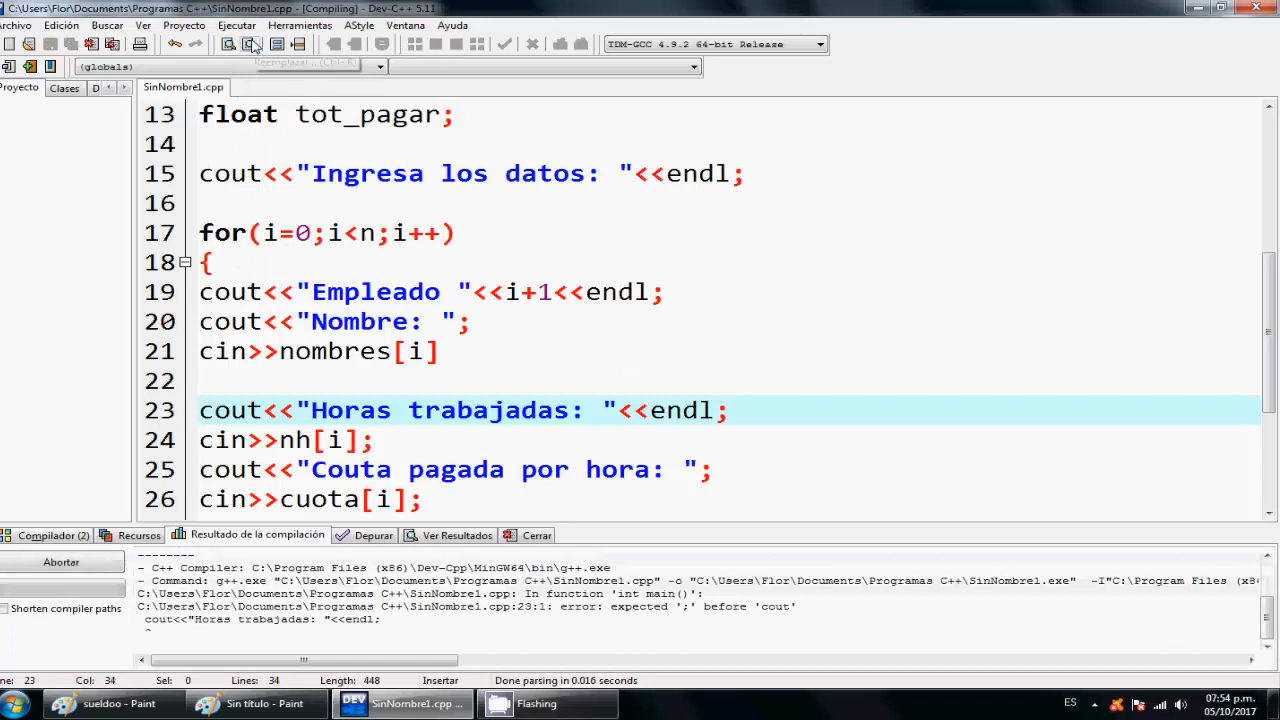 C:\Users\Flor\Documents\Programas C++\SinNombre1.cpp - [Compiling] - Dev-C++ 5.11
Archivo Edición Buscar Ver Proyecto Ejecutar Herramientas AStyle Ventana Ayuda
TDM-GCC 4.9.2 64-bit Release
Reemplazar... (Ctrl-R)
(globals)
Proyecto Clases D SinNombre1.cpp
13 float tot_pagar;
14
15 cout<<"Ingresa los datos: "<<endl;
16
17 for(i=0;i<n;i++)
18 {
19 cout<<"Empleado "<<i+1<<endl;
20 cout<<"Nombre: ";
21 cin>>nombres[i]
22
23 cout<<"Horas trabajadas: "<<endl;
24 cin>>nh[i];
25 cout<<"Couta pagada por hora: ";
26 cin>>cuota[i];
Compilador (2) Recursos Resultado de la compilación Depurar Ver Resultados Cerrar
Abortar
Shorten compiler paths
--------
- C++ Compiler: C:\Program Files (x86)\Dev-Cpp\MinGW64\bin\g++.exe
- Command: g++.exe "C:\Users\Flor\Documents\Programas C++\SinNombre1.cpp" -o "C:\Users\Flor\Documents\Programas C++\SinNombre1.exe" -I"C:\Program Files (x8
C:\Users\Flor\Documents\Programas C++\SinNombre1.cpp: In function 'int main()':
C:\Users\Flor\Documents\Programas C++\SinNombre1.cpp:23:1: error: expected ';' before 'cout'
cout<<"Horas trabajadas: "<<endl;
^
Line: 23 Col: 34 Sel: 0 Lines: 34 Length: 448 Insertar Done parsing in 0.016 seconds
sueldoo - Paint Sin título - Paint DEV SinNombre1.cpp ... Flashing ES 07:54 p.m.
05/10/2017